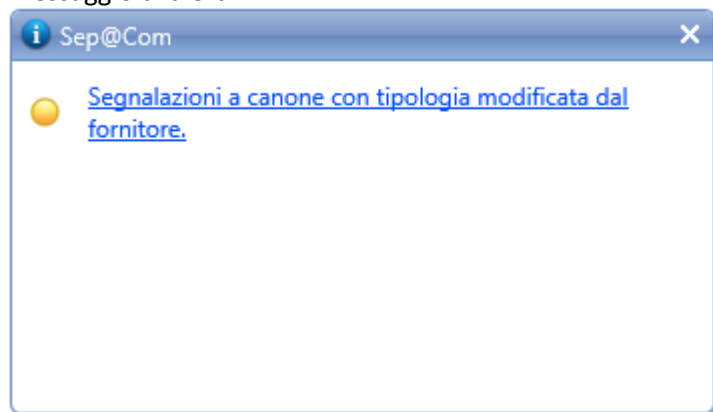 Sep@Com
Segnalazioni a canone con tipologia modificata dal
fornitore.